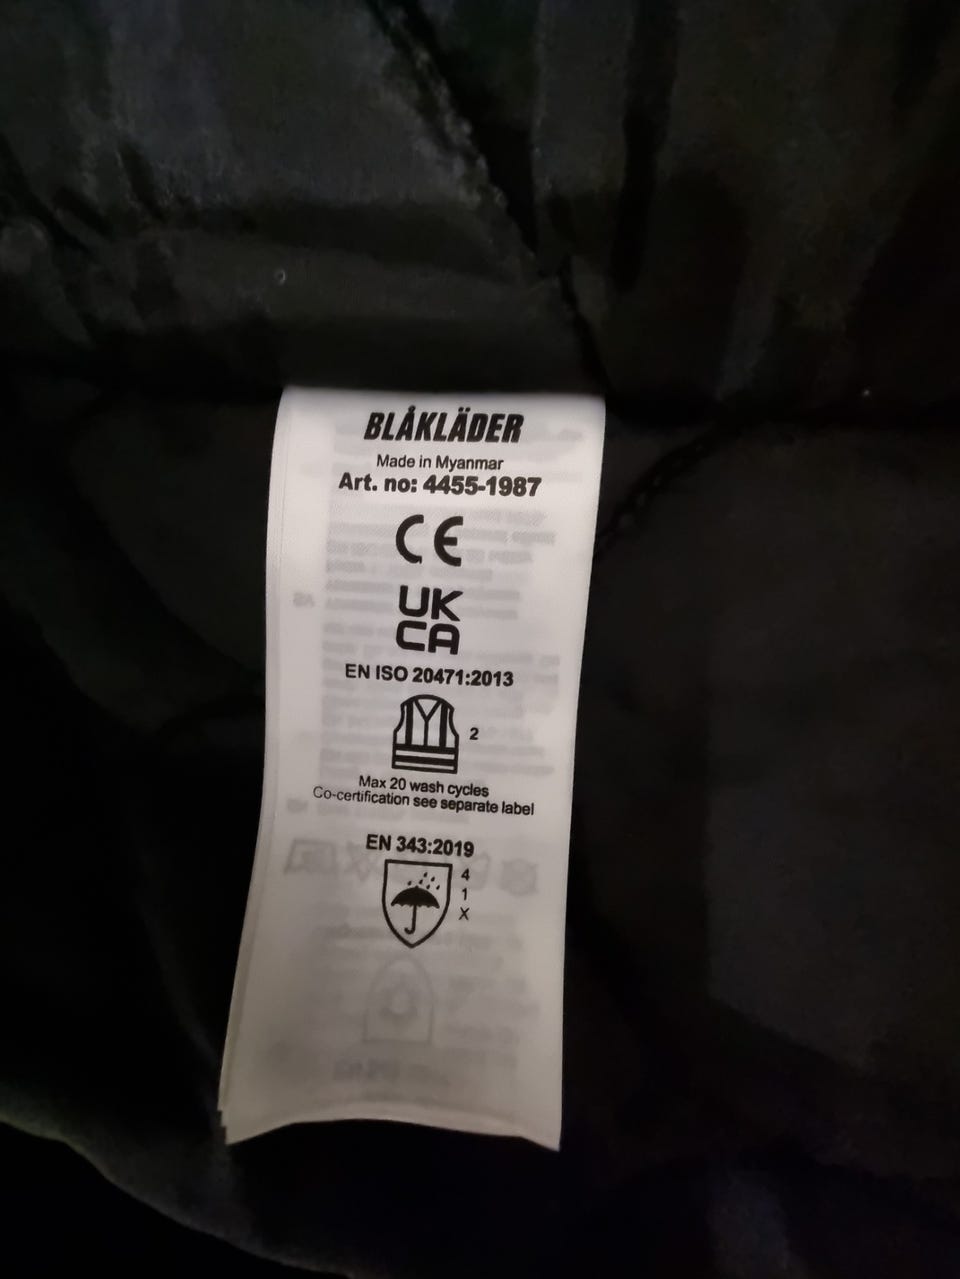 BLÅKLÄDER
Made in Myanmar
Art. no: 4455-1987
CE
UK
CA
EN ISO 20471:2013
2
Max 20 wash cycles
Co-certification see separate label
EN 343:2019
4
1
X